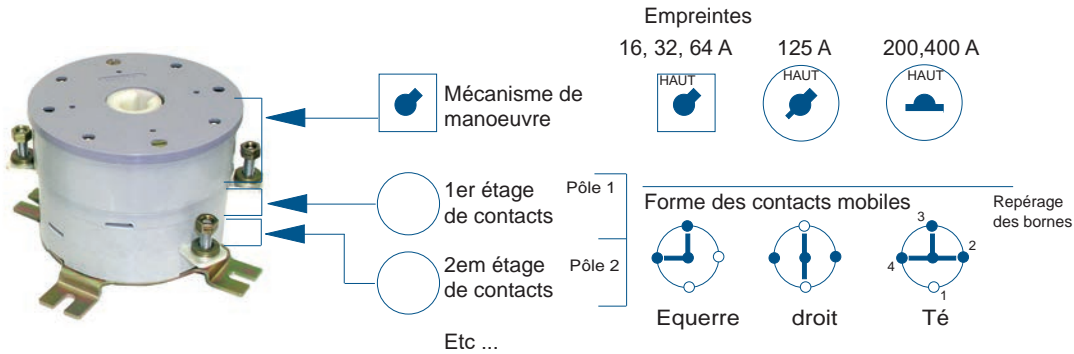 Empreintes
16, 32, 64 A
125 A
200,400 A
HAUT
HAUT
HAUT
Mécanisme de
manoeuvre
1er étage
de contacts
Pôle 1
2em étage
de contacts
Pôle 2
Etc ...
Forme des contacts mobiles
Repérage
des bornes
3
2
4
1
Equerre
droit
Té